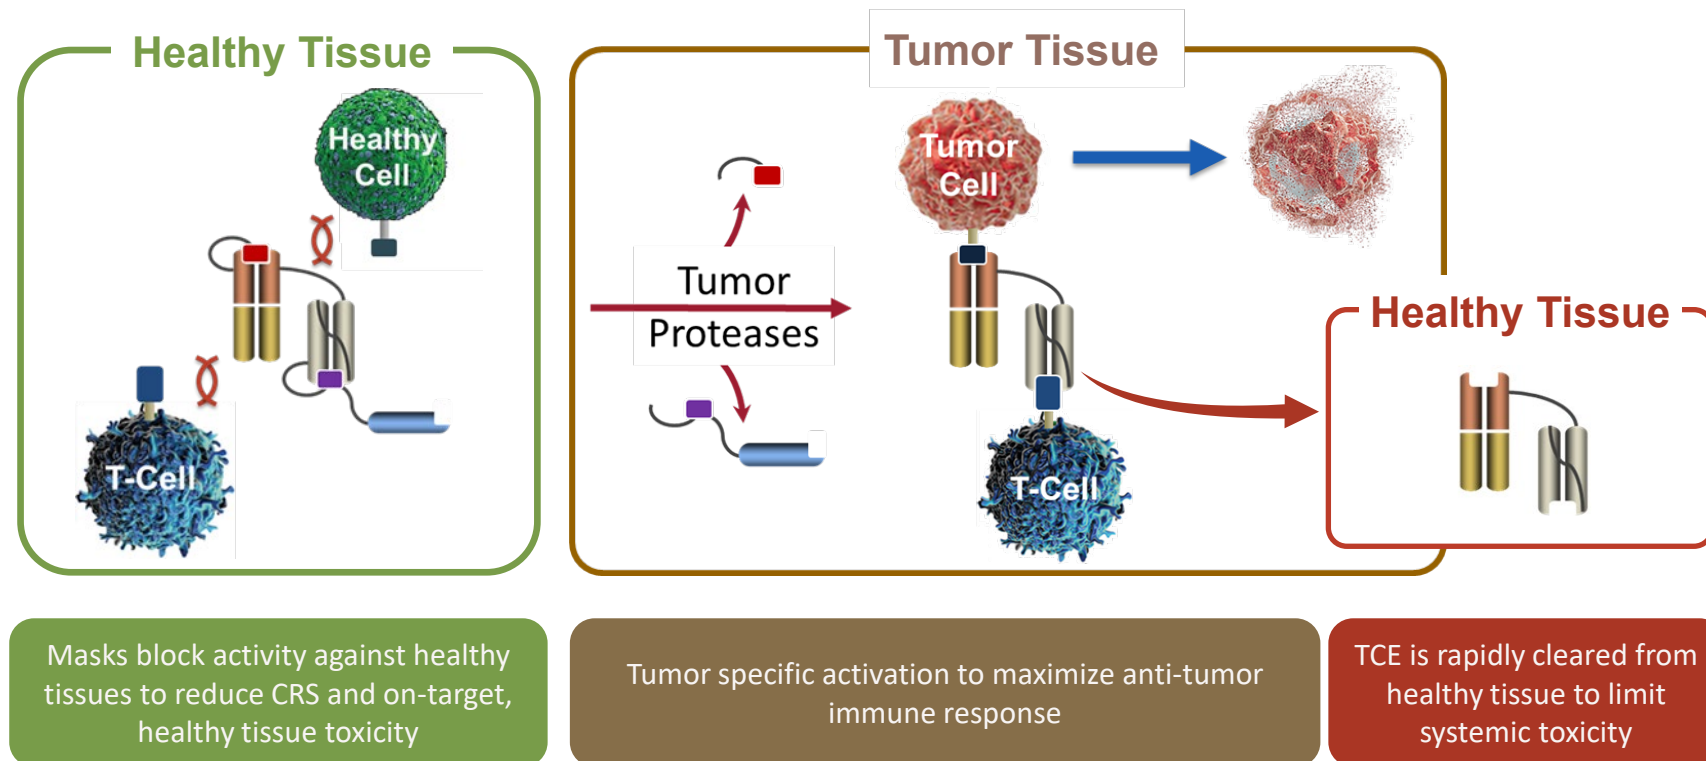 Healthy Tissue
Healthy
Cell
T-Cell
Tumor Tissue
Tumor
Proteases
Tumor
Cell
T-Cell
Healthy Tissue
Masks block activity against healthy
tissues to reduce CRS and on-target,
healthy tissue toxicity
Tumor specific activation to maximize anti-tumor
immune response
TCE is rapidly cleared from
healthy tissue to limit
systemic toxicity